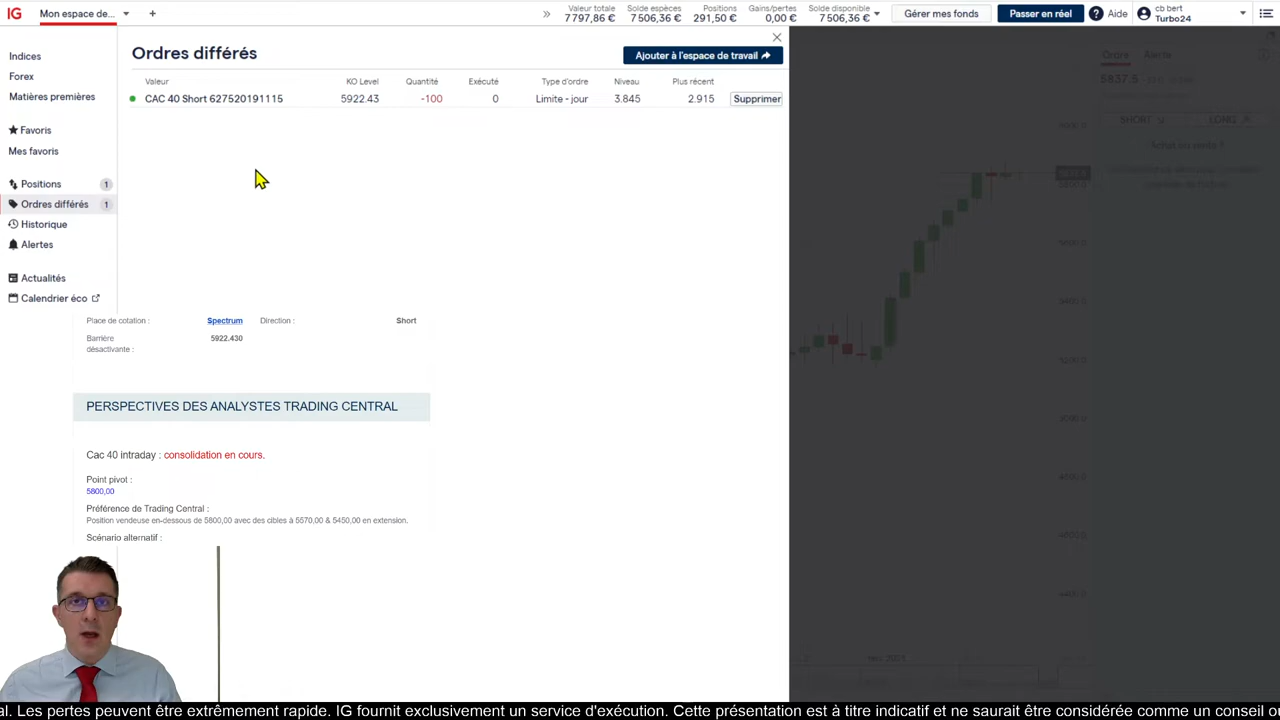 IG Mon espace de... + » Valeur totale 7 797,86 € Solde espèces 7 506,36 € Positions 291,50 € Gains/pertes 0,00 € Solde disponible 7 506,36 € Gérer mes fonds Passer en réel ? Aide cb bert Turbo24
Indices
Forex
Matières premières
Favoris
Mes favoris
Positions 1
Ordres différés 1
Historique
Alertes
Actualités
Calendrier éco
Ordres différés
Ajouter à l'espace de travail
Valeur KO Level Quantité Exécuté Type d'ordre Niveau Plus récent
CAC 40 Short 627520191115 5922.43 -100 0 Limite - jour 3.845 2.915 Supprimer
Place de cotation : Spectrum Direction : Short
Barrière
désactivante : 5922.430
PERSPECTIVES DES ANALYSTES TRADING CENTRAL
Cac 40 intraday : consolidation en cours.
Point pivot :
5800,00
Préférence de Trading Central :
Position vendeuse en-dessous de 5800,00 avec des cibles à 5570,00 & 5450,00 en extension.
Scénario alternatif :
Ordre Alerte
5837.5
SHORT LONG
al. Les pertes peuvent être extrêmement rapide. IG fournit exclusivement un service d'exécution. Cette présentation est à titre indicatif et ne saurait être considérée comme un conseil o